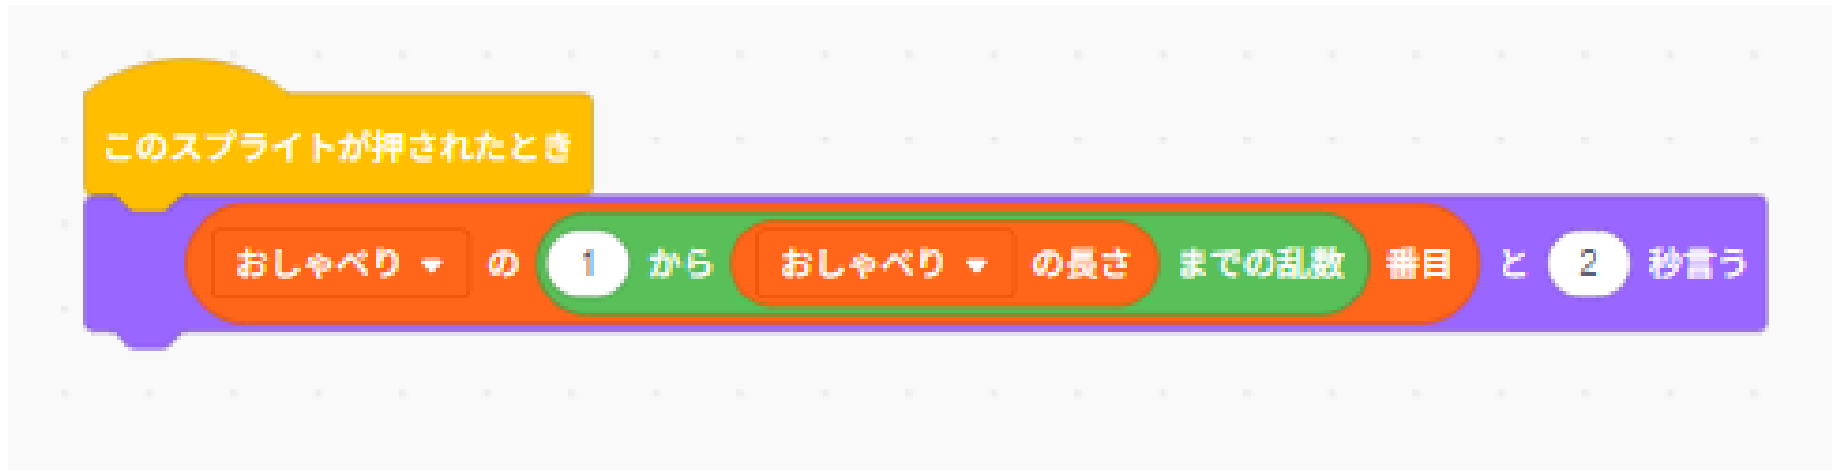 このスプライトが押されたとき
おしゃべり の 1 から おしゃべり の長さ までの乱数 番目 と 2 秒言う